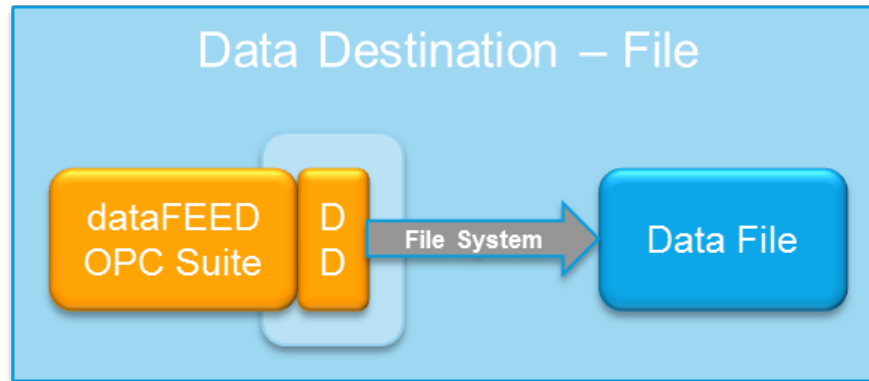 Data Destination – File
dataFEED
OPC Suite
D
D
File System
Data File